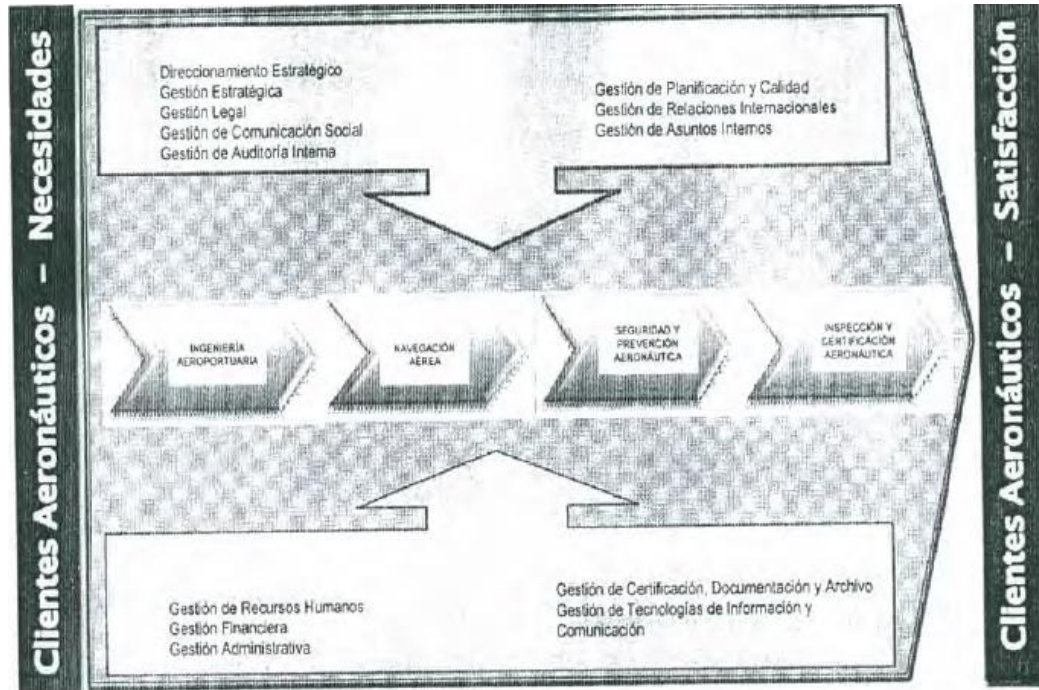 Clientes Aeronáuticos – Necesidades
Direccionamiento Estratégico
Gestión Estratégica
Gestión Legal
Gestión de Comunicación Social
Gestión de Auditoría Interna
Gestión de Planificación y Calidad
Gestión de Relaciones Internacionales
Gestión de Asuntos Internos
INGENIERÍA
AEROPORTUARIA
NAVEGACIÓN
AÉREA
SEGURIDAD Y
PREVENCIÓN
AERONÁUTICA
INSPECCIÓN Y
CERTIFICACIÓN
AERONÁUTICA
Gestión de Recursos Humanos
Gestión Financiera
Gestión Administrativa
Gestión de Certificación, Documentación y Archivo
Gestión de Tecnologías de Información y
Comunicación
Clientes Aeronáuticos – Satisfacción